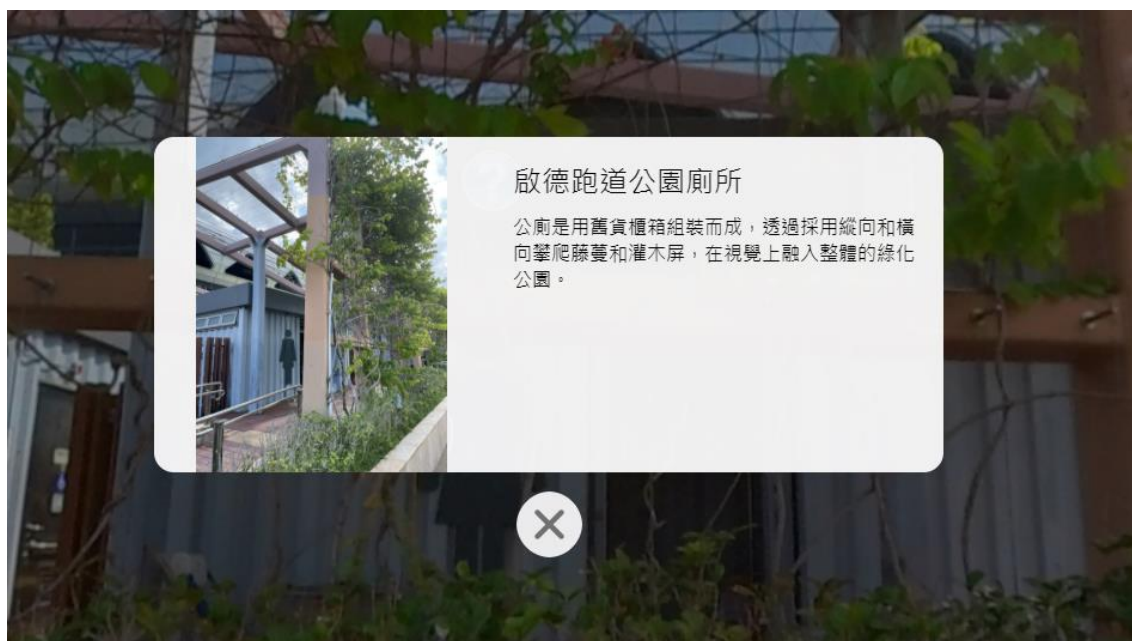 啟德跑道公園廁所
公廁是用舊貨櫃箱組裝而成，透過採用縱向和橫
向攀爬藤蔓和灌木屏，在視覺上融入整體的綠化
公園。